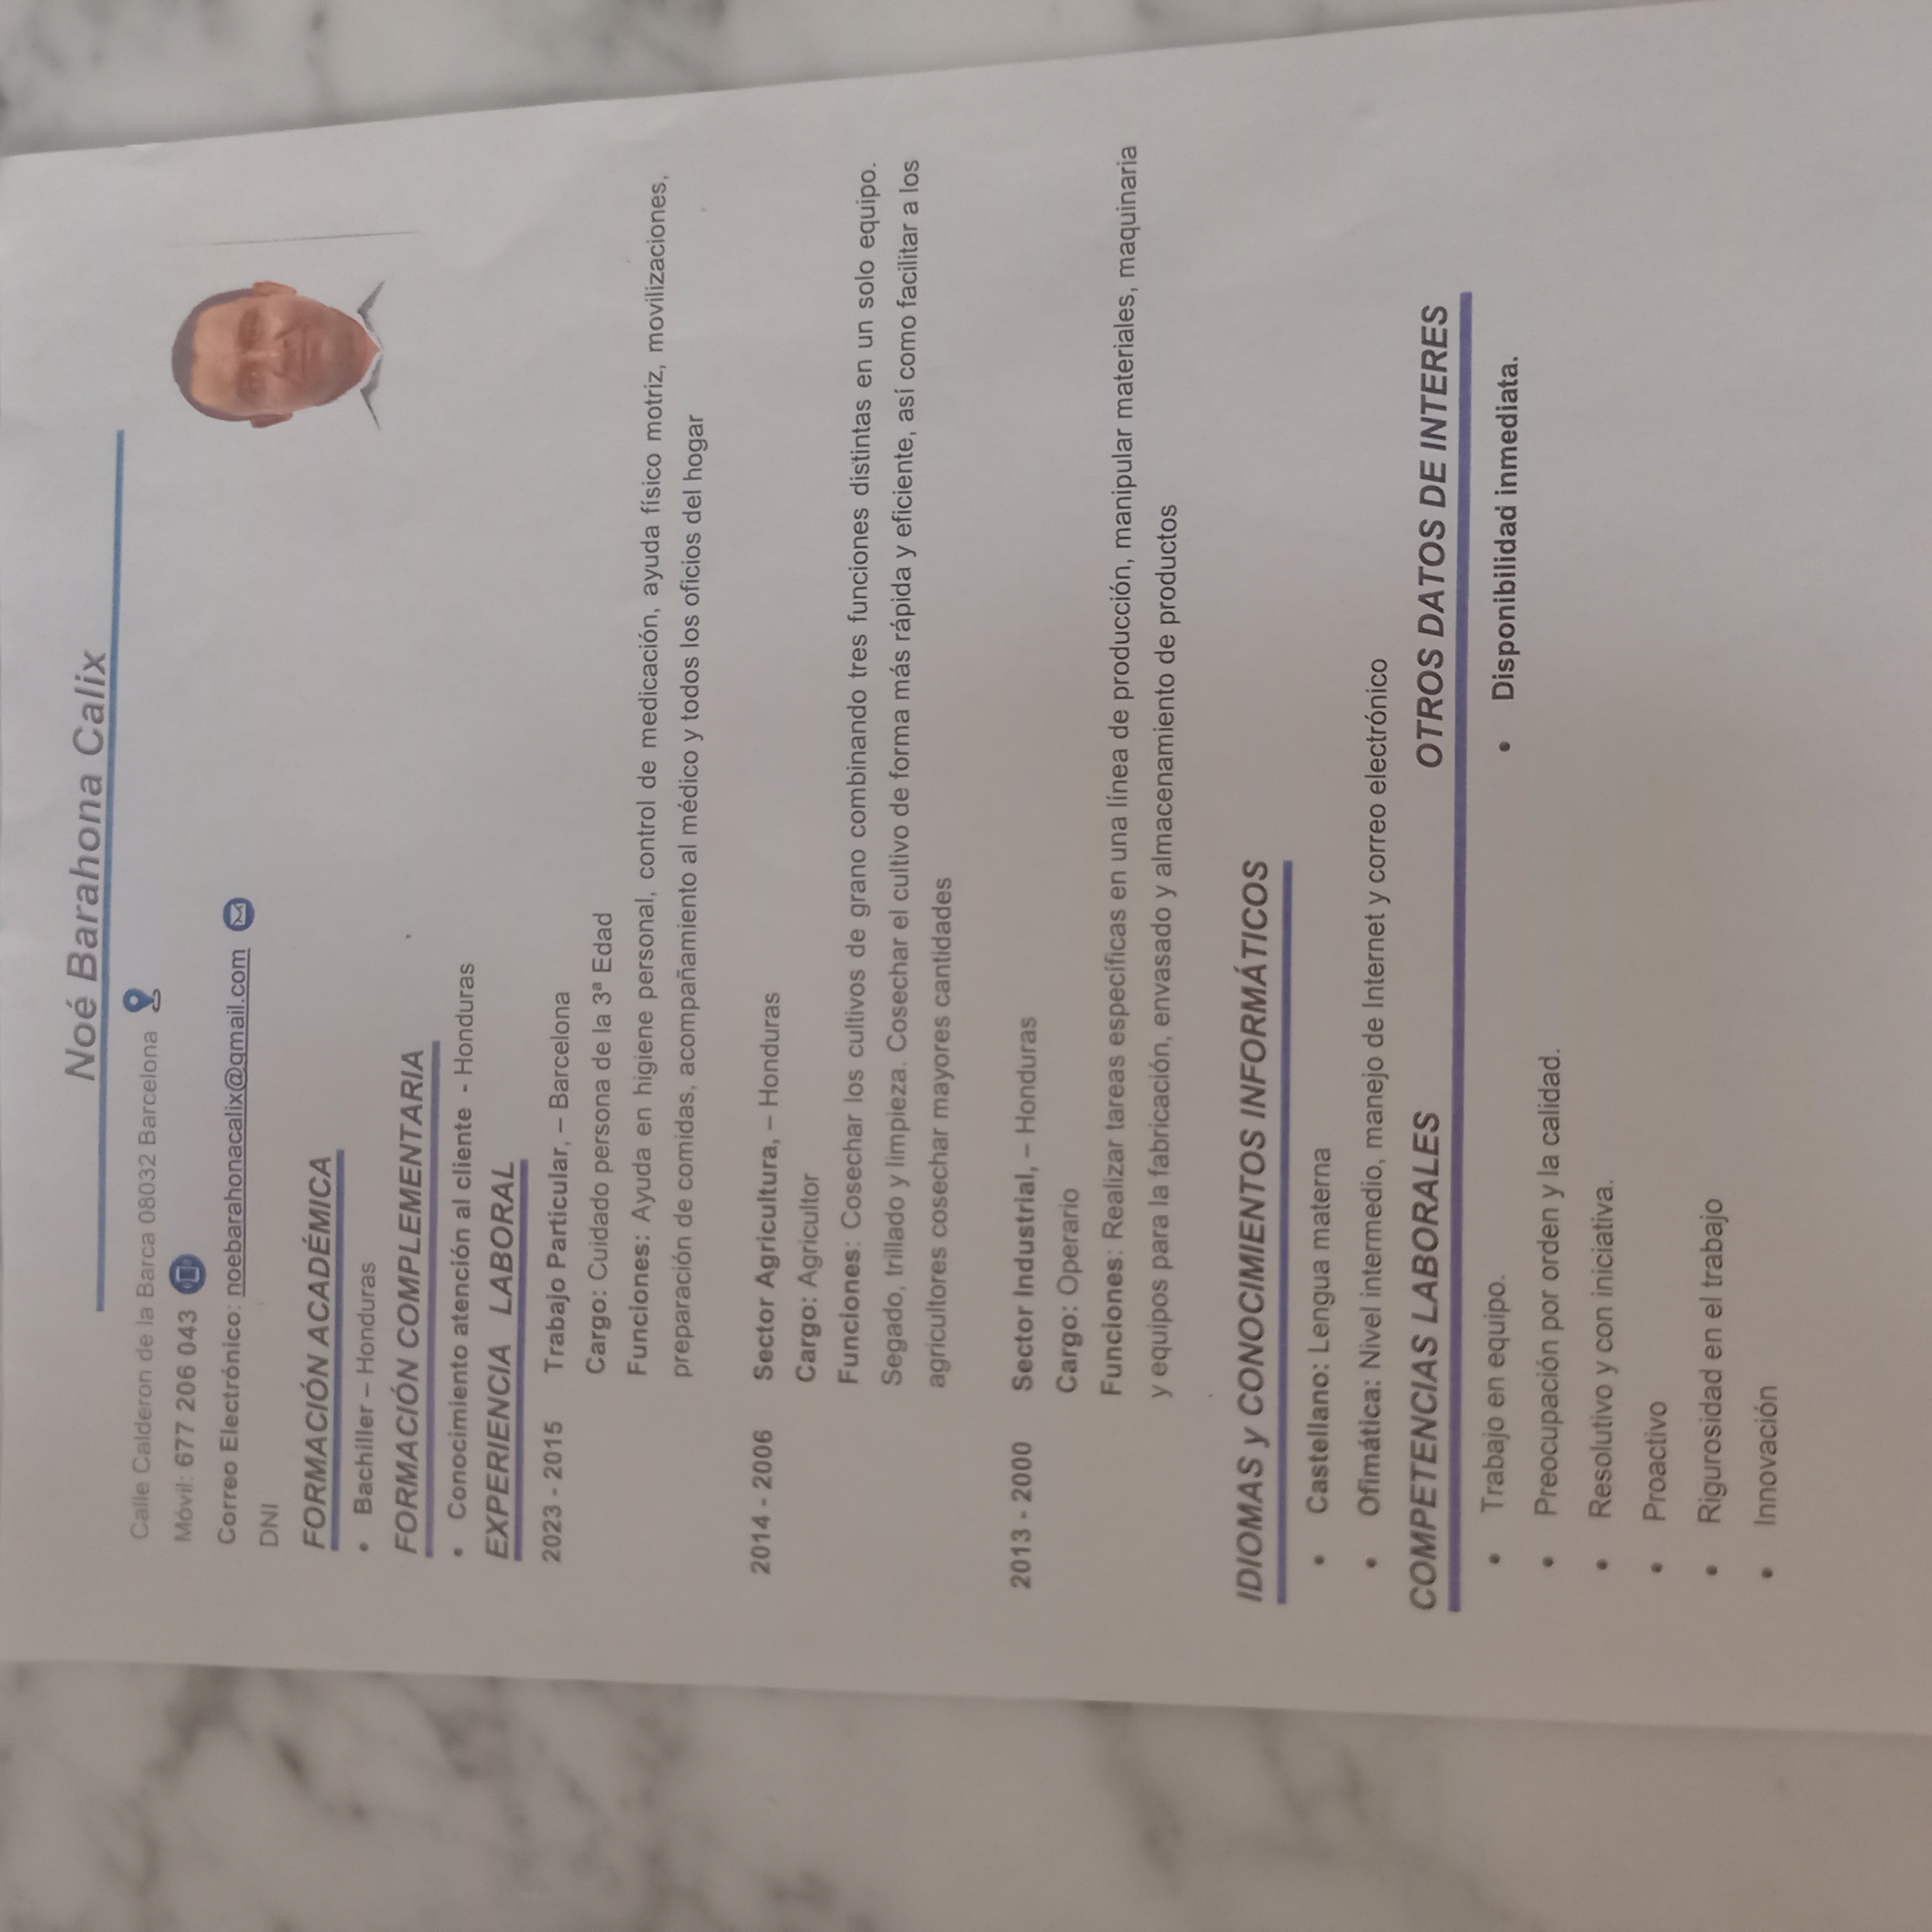 Noé Barahona Calix
Calle Calderon de la Barca 08032 Barcelona
Móvil: 677 206 043
Correo Electrónico: noebarahonacalix@gmail.com
DNI
FORMACIÓN ACADÉMICA
• Bachiller – Honduras
FORMACIÓN COMPLEMENTARIA
• Conocimiento atención al cliente - Honduras
EXPERIENCIA LABORAL
2023 - 2015 Trabajo Particular, – Barcelona
Cargo: Cuidado persona de la 3ª Edad
Funciones: Ayuda en higiene personal, control de medicación, ayuda físico motriz, movilizaciones,
preparación de comidas, acompañamiento al médico y todos los oficios del hogar
2014 - 2006 Sector Agricultura, – Honduras
Cargo: Agricultor
Funciones: Cosechar los cultivos de grano combinando tres funciones distintas en un solo equipo.
Segado, trillado y limpieza. Cosechar el cultivo de forma más rápida y eficiente, así como facilitar a los
agricultores cosechar mayores cantidades
2013 - 2000 Sector Industrial, – Honduras
Cargo: Operario
Funciones: Realizar tareas específicas en una línea de producción, manipular materiales, maquinaria
y equipos para la fabricación, envasado y almacenamiento de productos
IDIOMAS y CONOCIMIENTOS INFORMÁTICOS
• Castellano: Lengua materna
• Ofimática: Nivel intermedio, manejo de Internet y correo electrónico
COMPETENCIAS LABORALES
• Trabajo en equipo.
• Preocupación por orden y la calidad.
• Resolutivo y con iniciativa.
• Proactivo
• Rigurosidad en el trabajo
• Innovación
OTROS DATOS DE INTERES
• Disponibilidad inmediata.